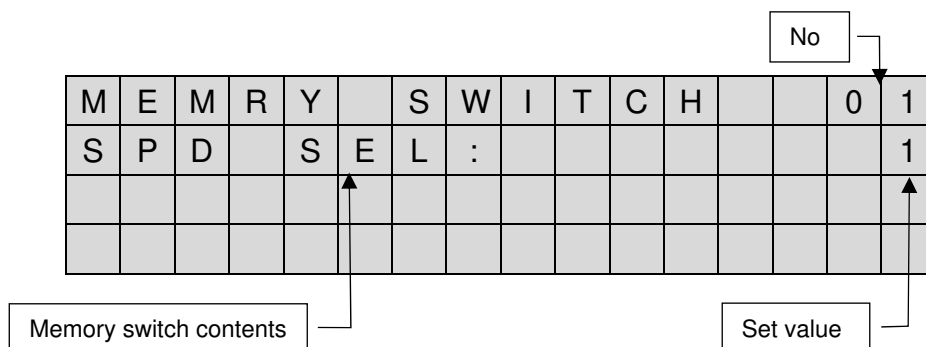 No
MEMRY SWITCH 01
SPD SEL: 1
Memory switch contents
Set value